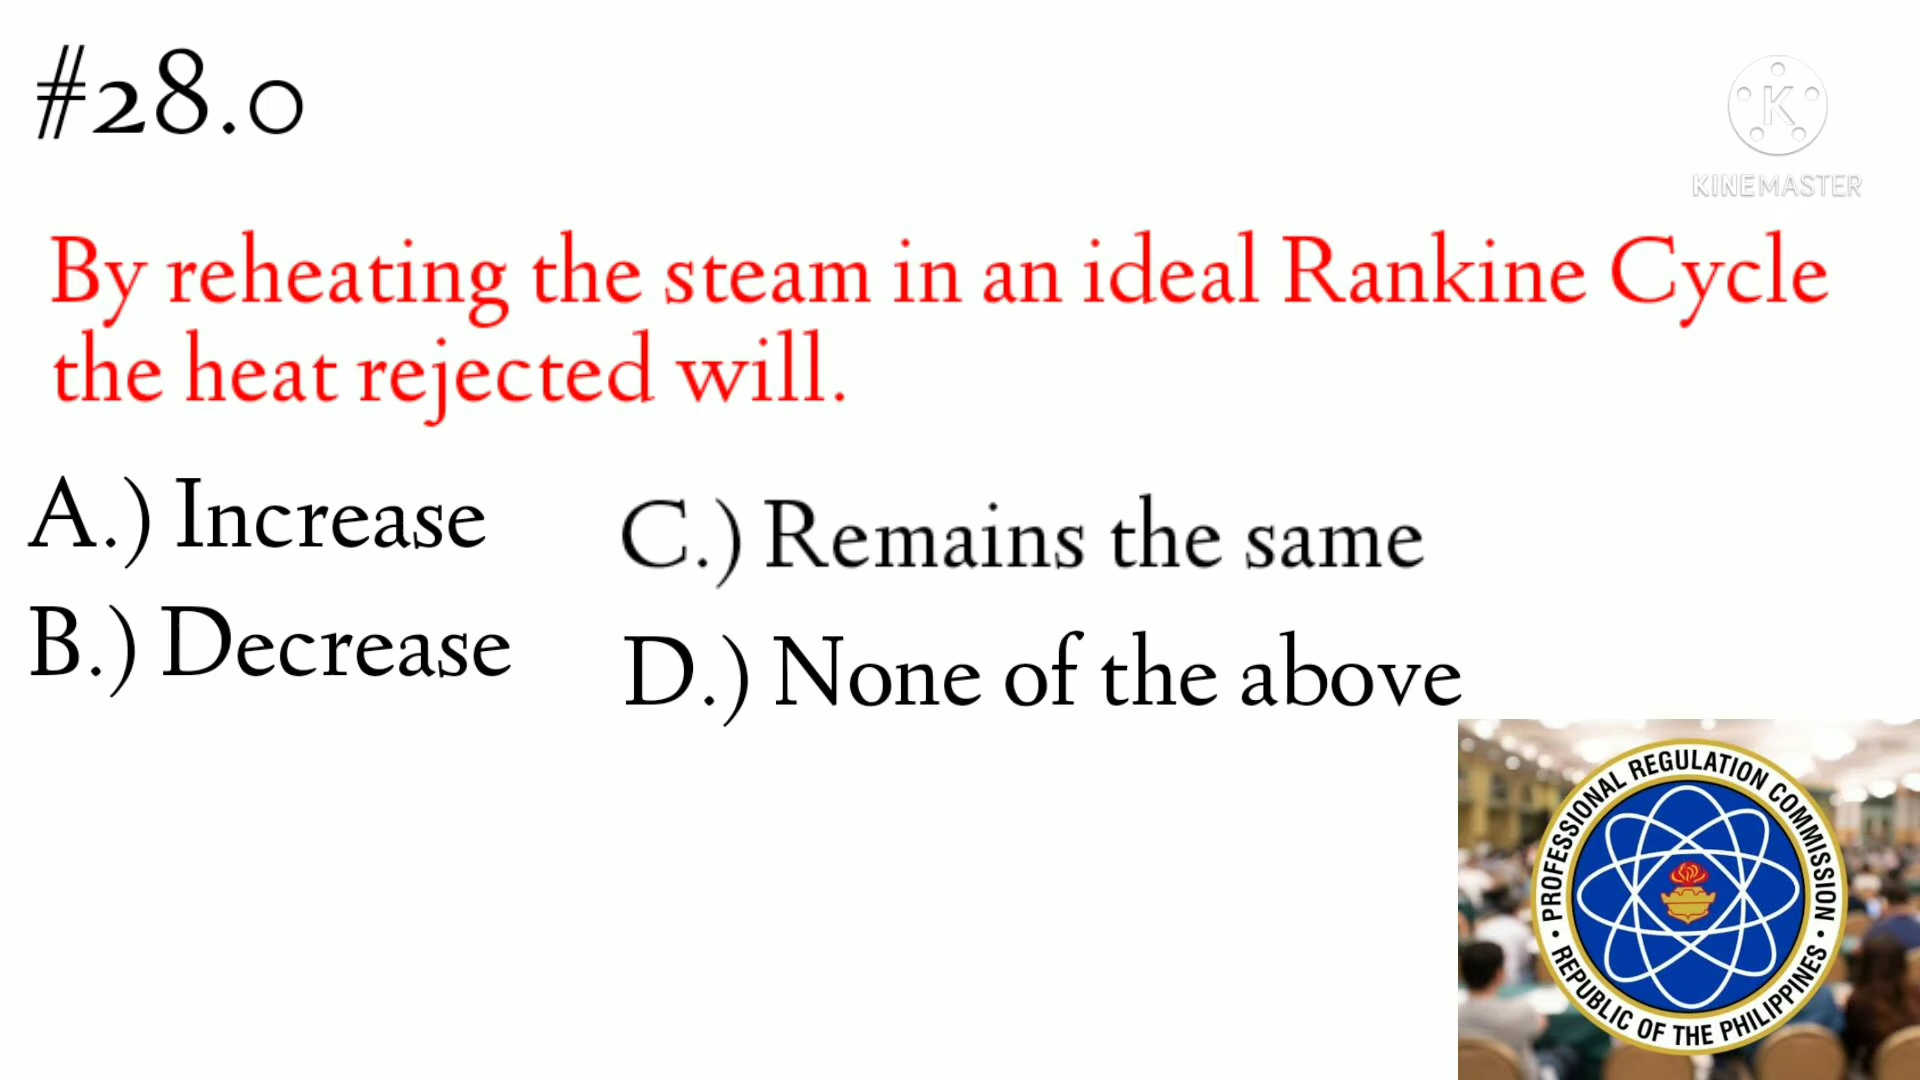 #28.0
K
KINEMASTER
By reheating the steam in an ideal Rankine Cycle
the heat rejected will.
A.) Increase
C.) Remains the same
B.) Decrease
D.) None of the above
PROFESSIONAL REGULATION COMMISSION
• REPUBLIC OF THE PHILIPPINES •